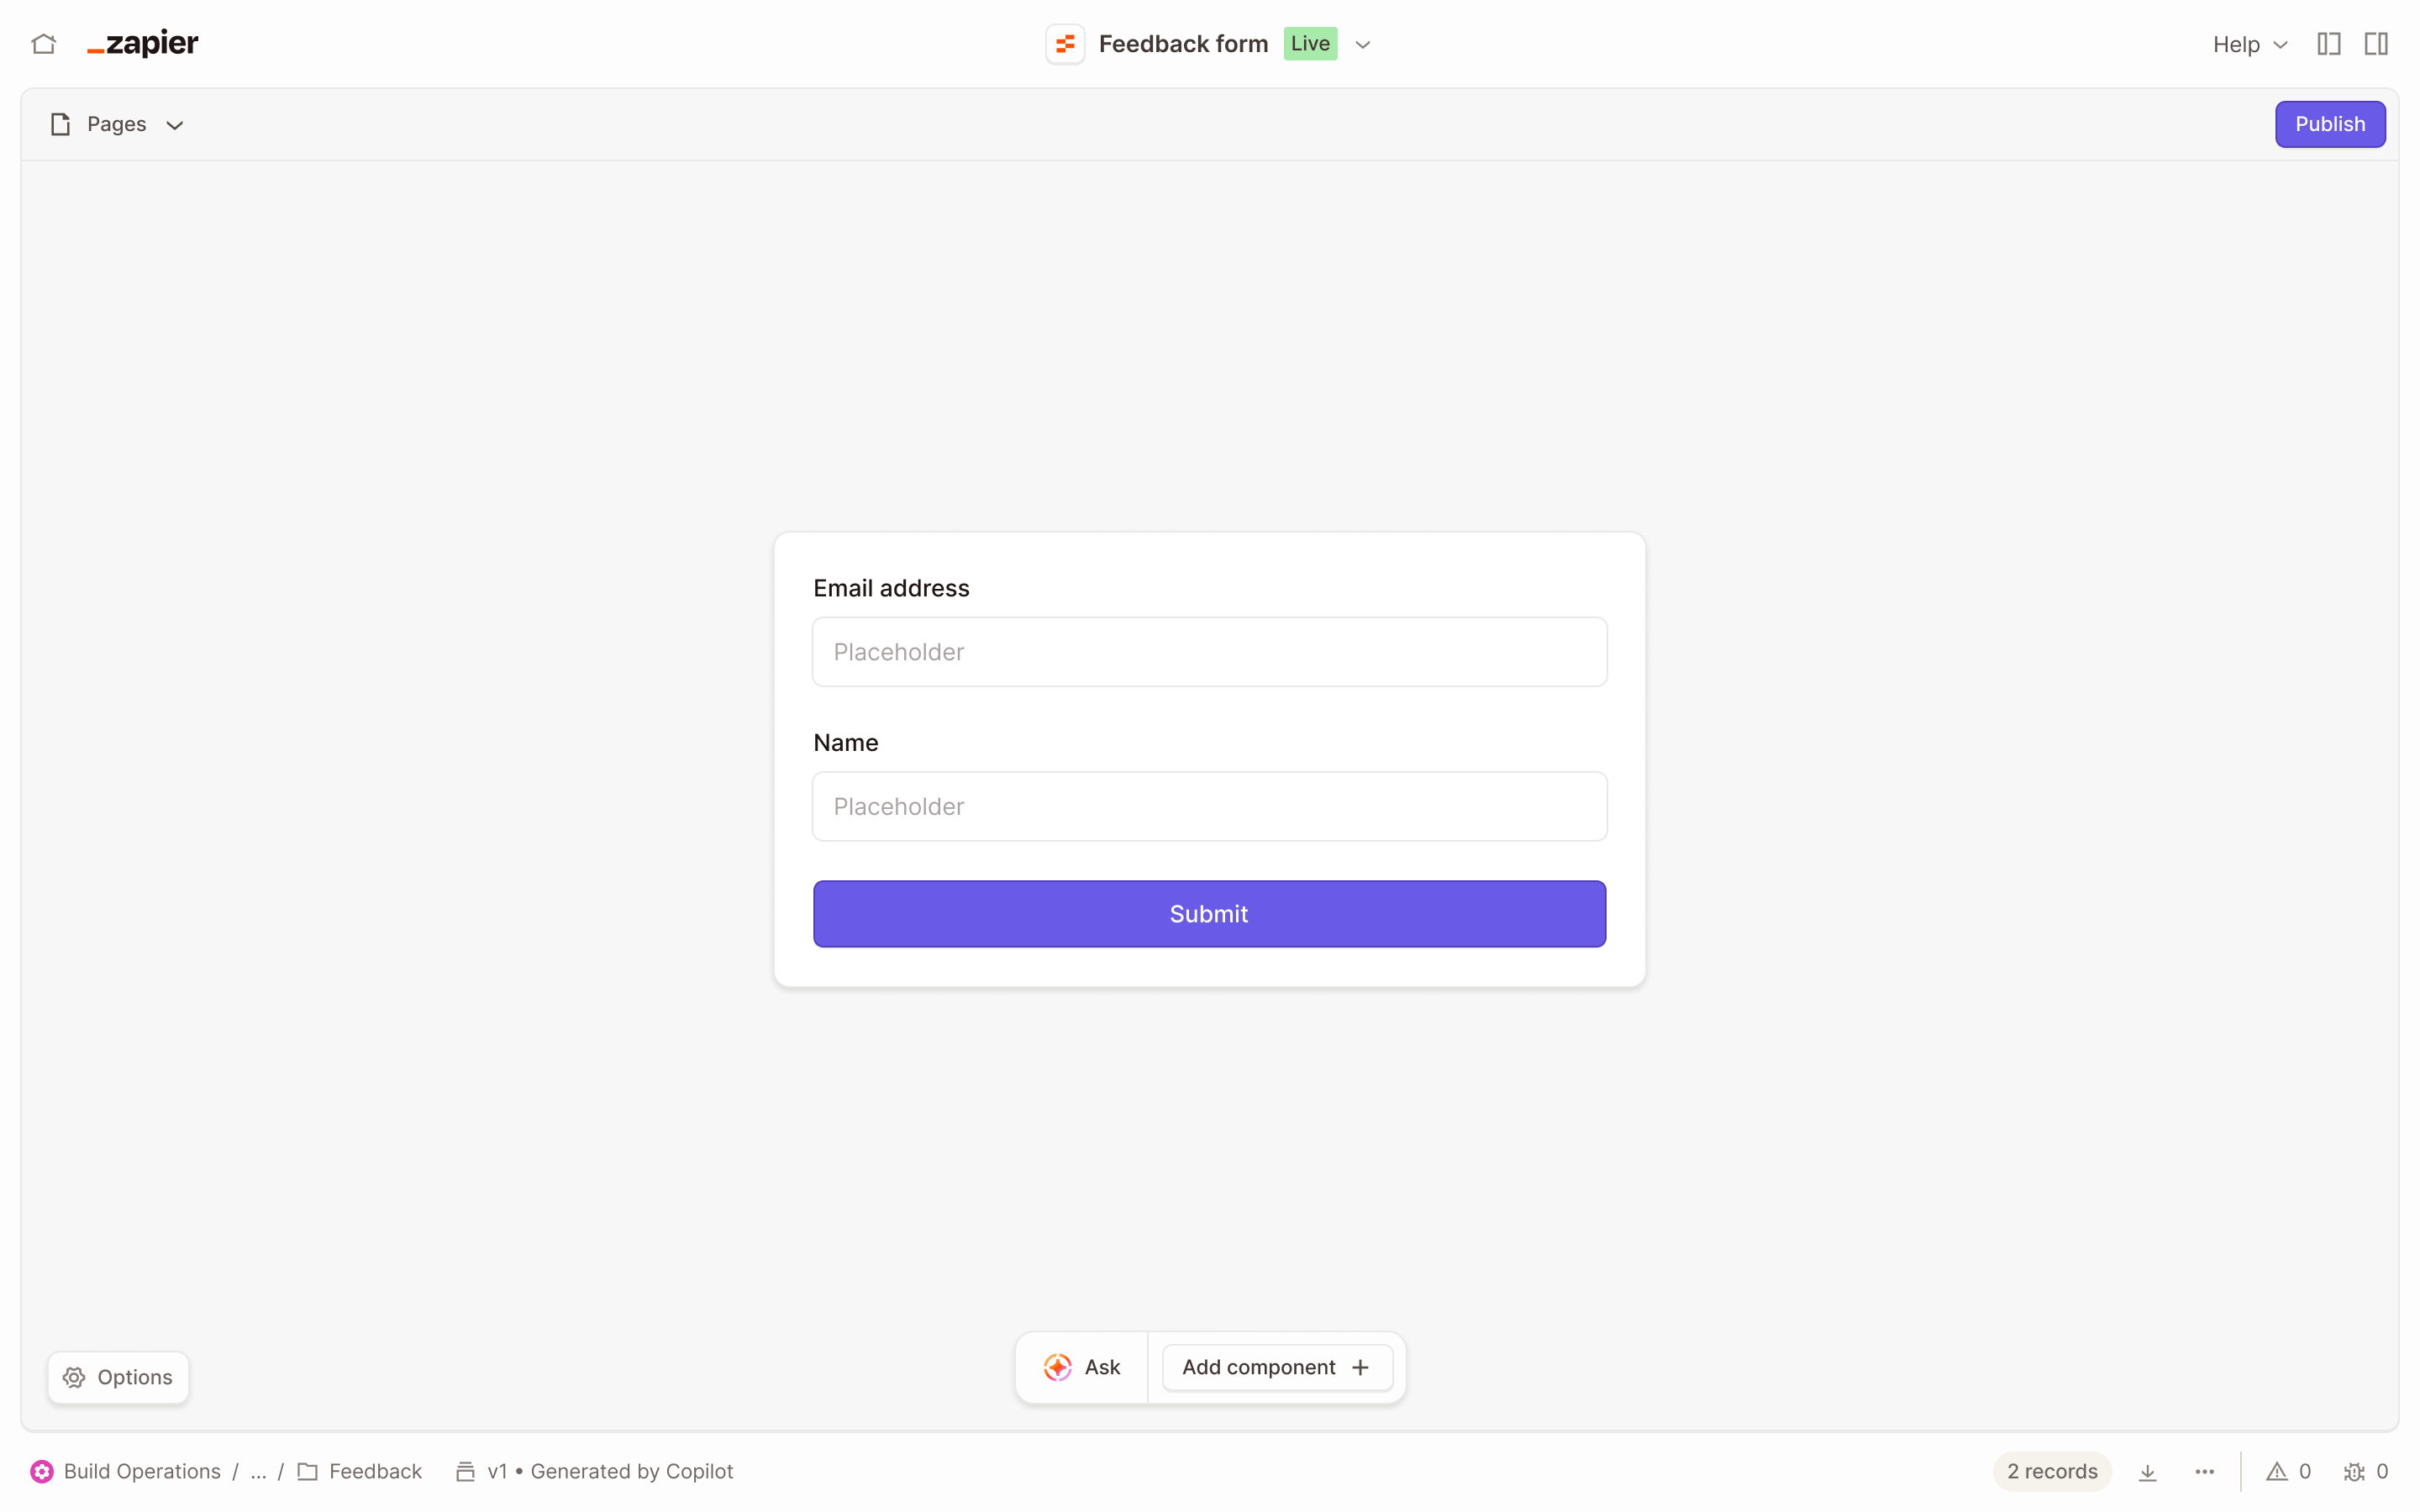 zapier
Feedback form Live
Help
Pages
Publish
Email address
Placeholder
Name
Placeholder
Submit
Options
Ask
Add component
Build Operations / ... / Feedback
v1 • Generated by Copilot
2 records
0
0